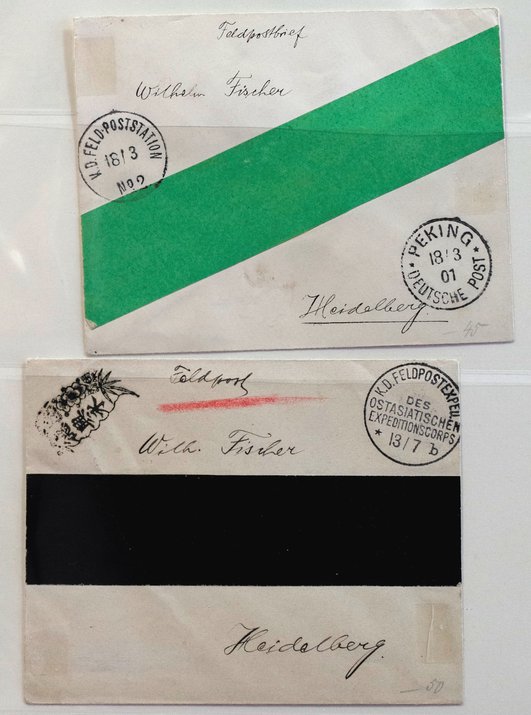 Feldpostbrief
Wilhelm Fischer
K.D. FELD-POSTSTATION
18/3
No 2
* PEKING *
18/3
01
DEUTSCHE POST
Heidelberg.
45
Feldpost
K.D. FELDPOSTEXPED.
DES
OSTASIATISCHEN
EXPEDITIONSCORPS
* 13/7 b
Wilh. Fischer
Heidelberg.
50